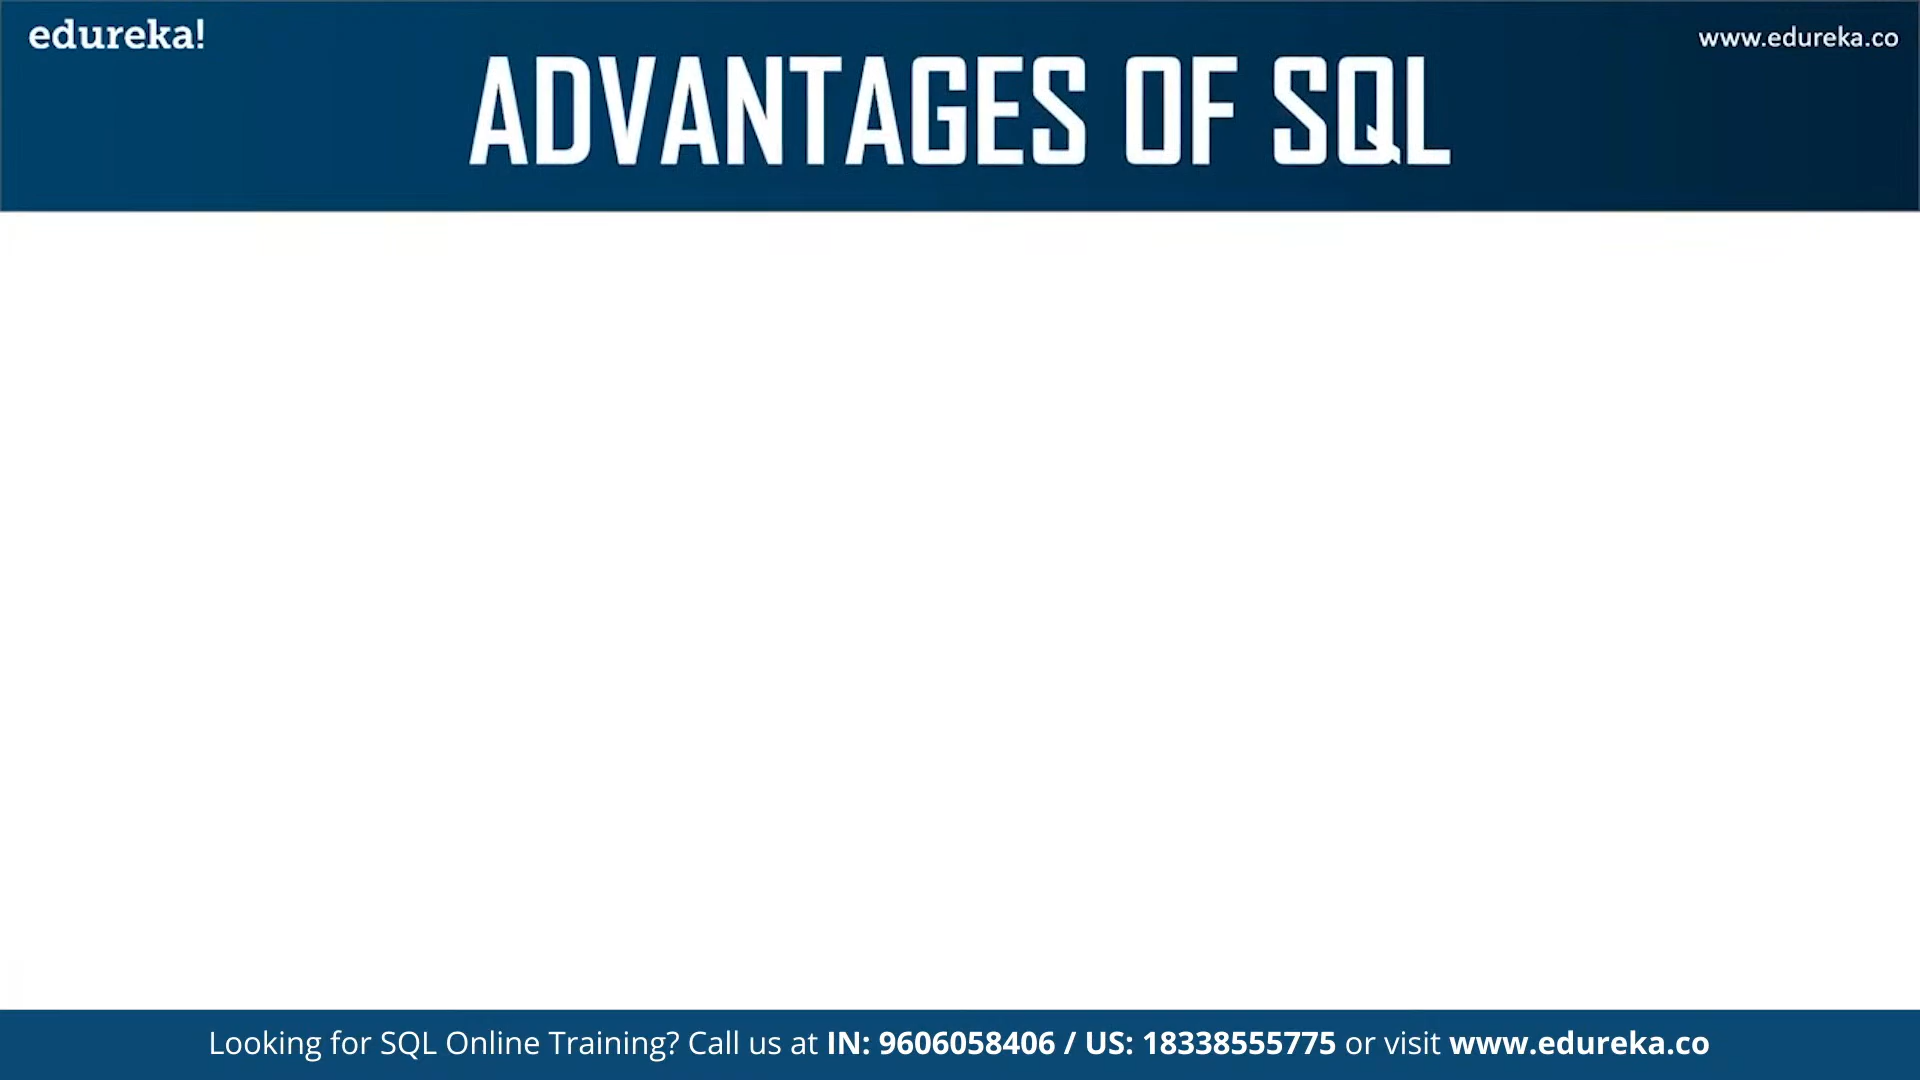 edureka!
www.edureka.co
ADVANTAGES OF SQL
Looking for SQL Online Training? Call us at IN: 9606058406 / US: 18338555775 or visit www.edureka.co